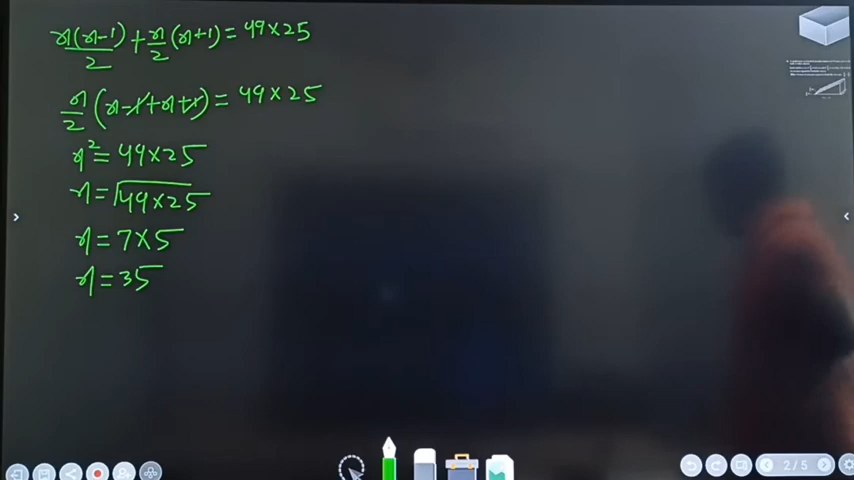 x(x-1)/2 + x/2 (x+1) = 49×25
x/2 (x-1+x+1) = 49×25
x² = 49×25
x = √49×25
x = 7×5
x = 35
2/5